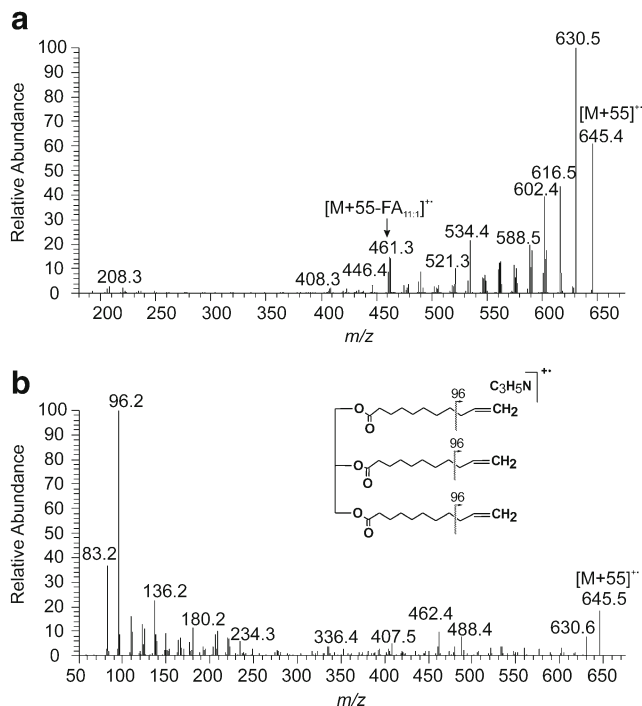 a
630.5
[M+55]+·
645.4
616.5
602.4
[M+55-FA11:1]+·
588.5
534.4
461.3
521.3
446.4
408.3
208.3
100
90
80
70
60
50
40
30
20
10
0
Relative Abundance
200 250 300 350 400 450 500 550 600 650
m/z
b
96.2
C3H5N +·
96
O CH2
O
96
O CH2
O
96
O CH2
O
83.2
[M+55]+·
645.5
136.2
180.2
234.3
336.4
407.5
462.4
488.4
630.6
100
90
80
70
60
50
40
30
20
10
0
Relative Abundance
50 100 150 200 250 300 350 400 450 500 550 600 650
m/z